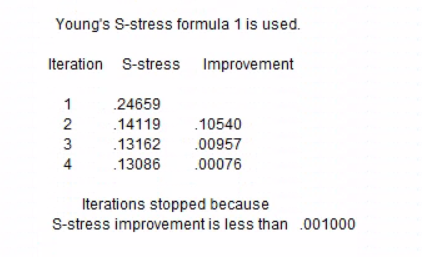 Young's S-stress formula 1 is used.
Iteration S-stress Improvement
1 .24659
2 .14119 .10540
3 .13162 .00957
4 .13086 .00076
Iterations stopped because
S-stress improvement is less than .001000